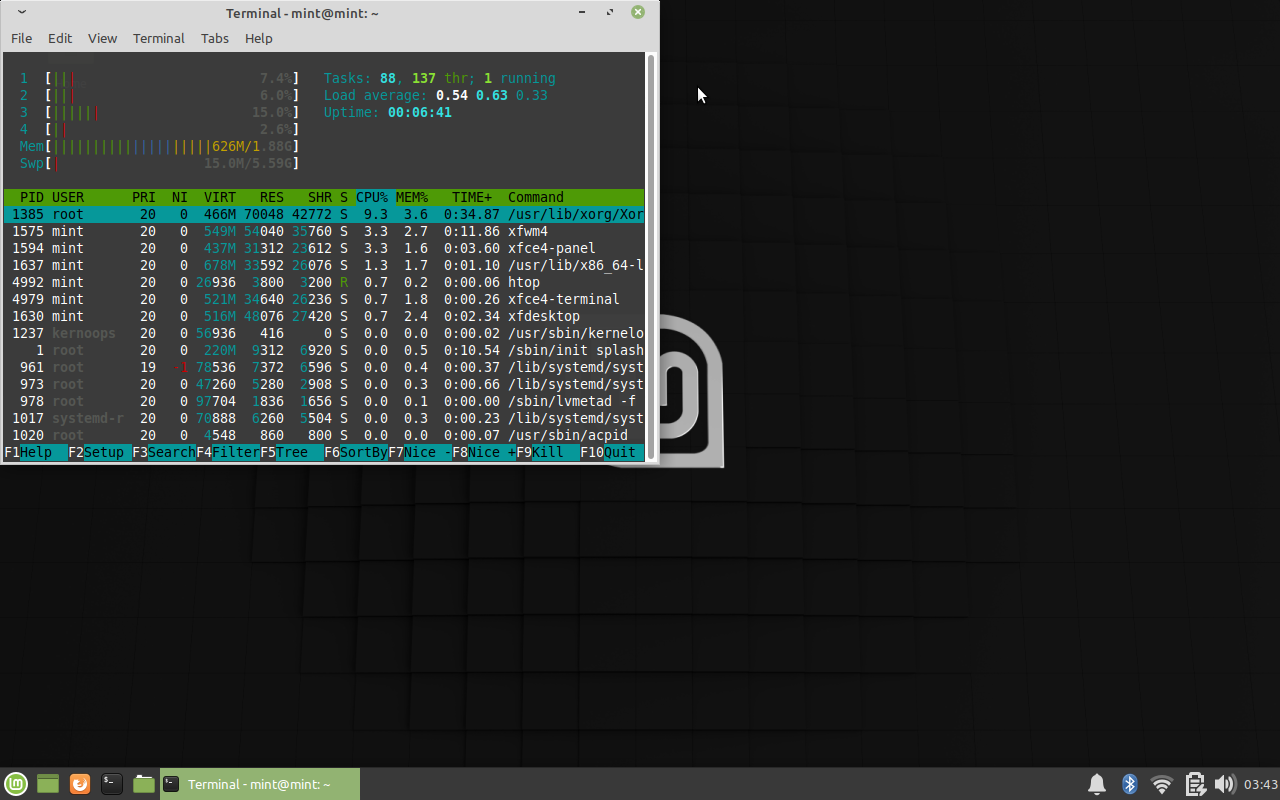 Terminal - mint@mint: ~
File Edit View Terminal Tabs Help
1 [||| 7.4%] Tasks: 88, 137 thr; 1 running
2 [||| 6.0%] Load average: 0.54 0.63 0.33
3 [|||||| 15.0%] Uptime: 00:06:41
4 [|| 2.6%]
Mem[||||||||||||||||||||626M/1.88G]
Swp[| 15.0M/5.59G]
PID USER PRI NI VIRT RES SHR S CPU% MEM% TIME+ Command
1385 root 20 0 466M 70048 42772 S 9.3 3.6 0:34.87 /usr/lib/xorg/Xor
1575 mint 20 0 549M 54040 35760 S 3.3 2.7 0:11.86 xfwm4
1594 mint 20 0 437M 31312 23612 S 3.3 1.6 0:03.60 xfce4-panel
1637 mint 20 0 678M 33592 26076 S 1.3 1.7 0:01.10 /usr/lib/x86_64-l
4992 mint 20 0 26936 3800 3200 R 0.7 0.2 0:00.06 htop
4979 mint 20 0 521M 34640 26236 S 0.7 1.8 0:00.26 xfce4-terminal
1630 mint 20 0 516M 48076 27420 S 0.7 2.4 0:02.34 xfdesktop
1237 kernoops 20 0 56936 416 0 S 0.0 0.0 0:00.02 /usr/sbin/kernelo
1 root 20 0 220M 9312 6920 S 0.0 0.5 0:10.54 /sbin/init splash
961 root 19 -1 78536 7372 6596 S 0.0 0.4 0:00.37 /lib/systemd/syst
973 root 20 0 47260 5280 2908 S 0.0 0.3 0:00.66 /lib/systemd/syst
978 root 20 0 97704 1836 1656 S 0.0 0.1 0:00.00 /sbin/lvmetad -f
1017 systemd-r 20 0 70888 6260 5504 S 0.0 0.3 0:00.23 /lib/systemd/syst
1020 root 20 0 4548 860 800 S 0.0 0.0 0:00.07 /usr/sbin/acpid
F1Help F2Setup F3SearchF4FilterF5Tree F6SortByF7Nice -F8Nice +F9Kill F10Quit
Terminal - mint@mint: ~
03:43